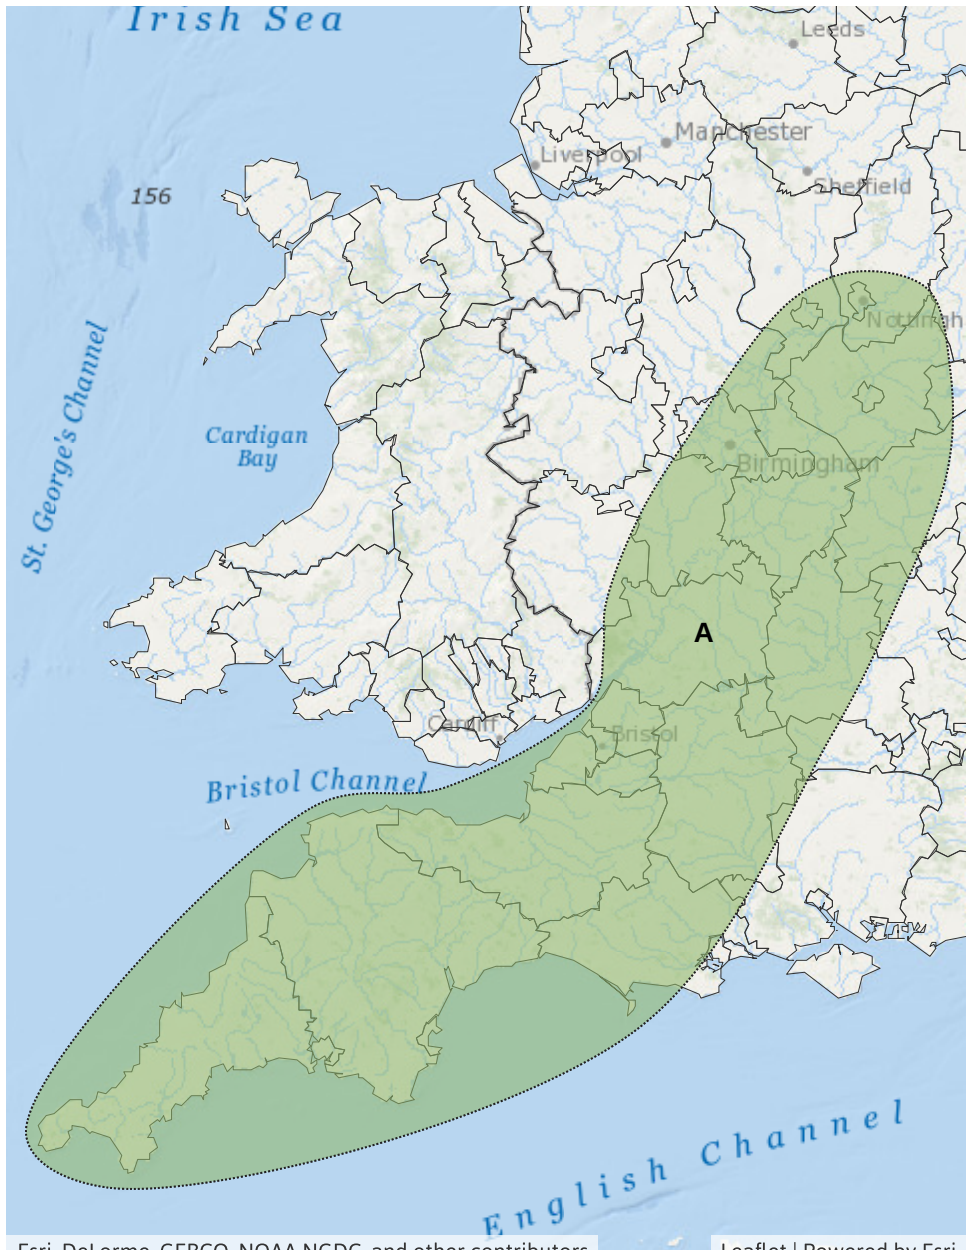 Irish Sea
Leeds
Manchester
Liverpool
Sheffield
156
Nottingh
St. George's Channel
Cardigan
Bay
Birmingham
A
Cardiff
Bristol
Bristol Channel
English Channel
Esri, DeLorme, GEBCO, NOAA NGDC, and other contributors
Leaflet | Powered by Esri